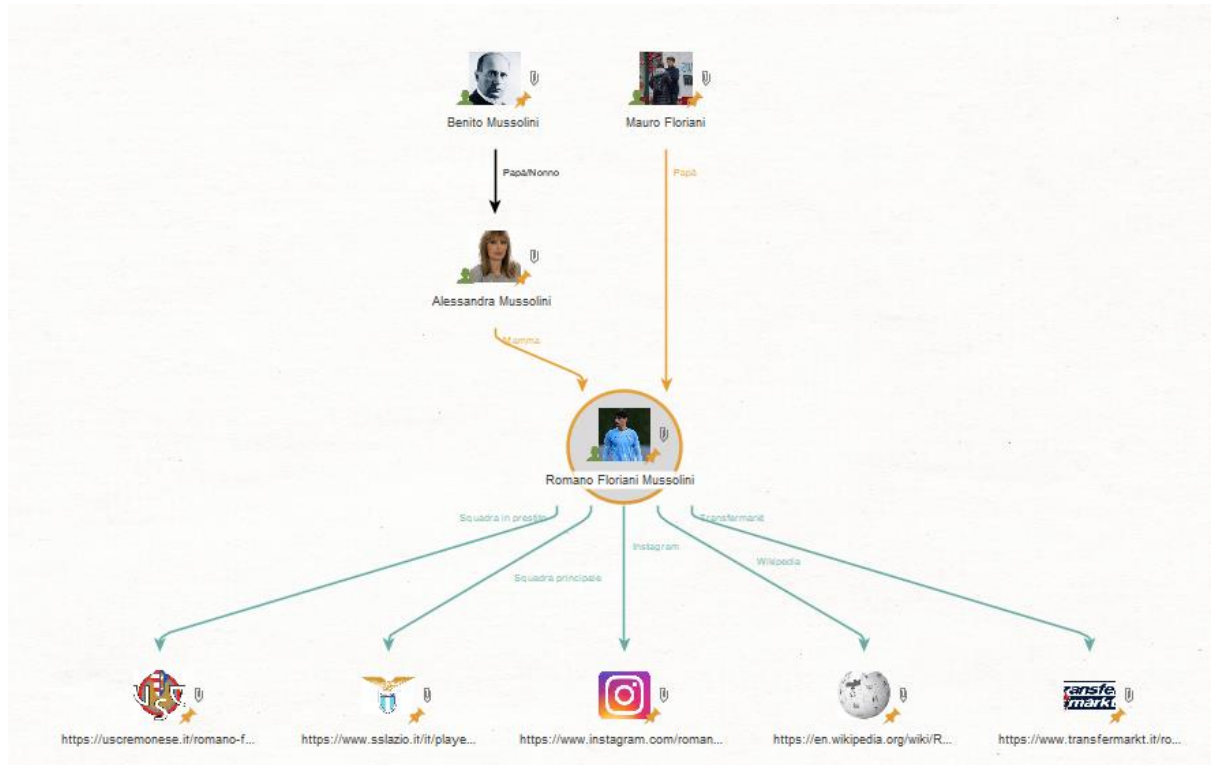 Benito Mussolini
Mauro Floriani
Papá/Nonno
Papá
Alessandra Mussolini
Mamma
Romano Floriani Mussolini
Squadra in prestito
Transfermarkt
Instagram
Wikipedia
Squadra principale
https://uscremonese.it/romano-f...
https://www.sslazio.it/it/playe...
https://www.instagram.com/roman...
https://en.wikipedia.org/wiki/R...
https://www.transfermarkt.it/ro...